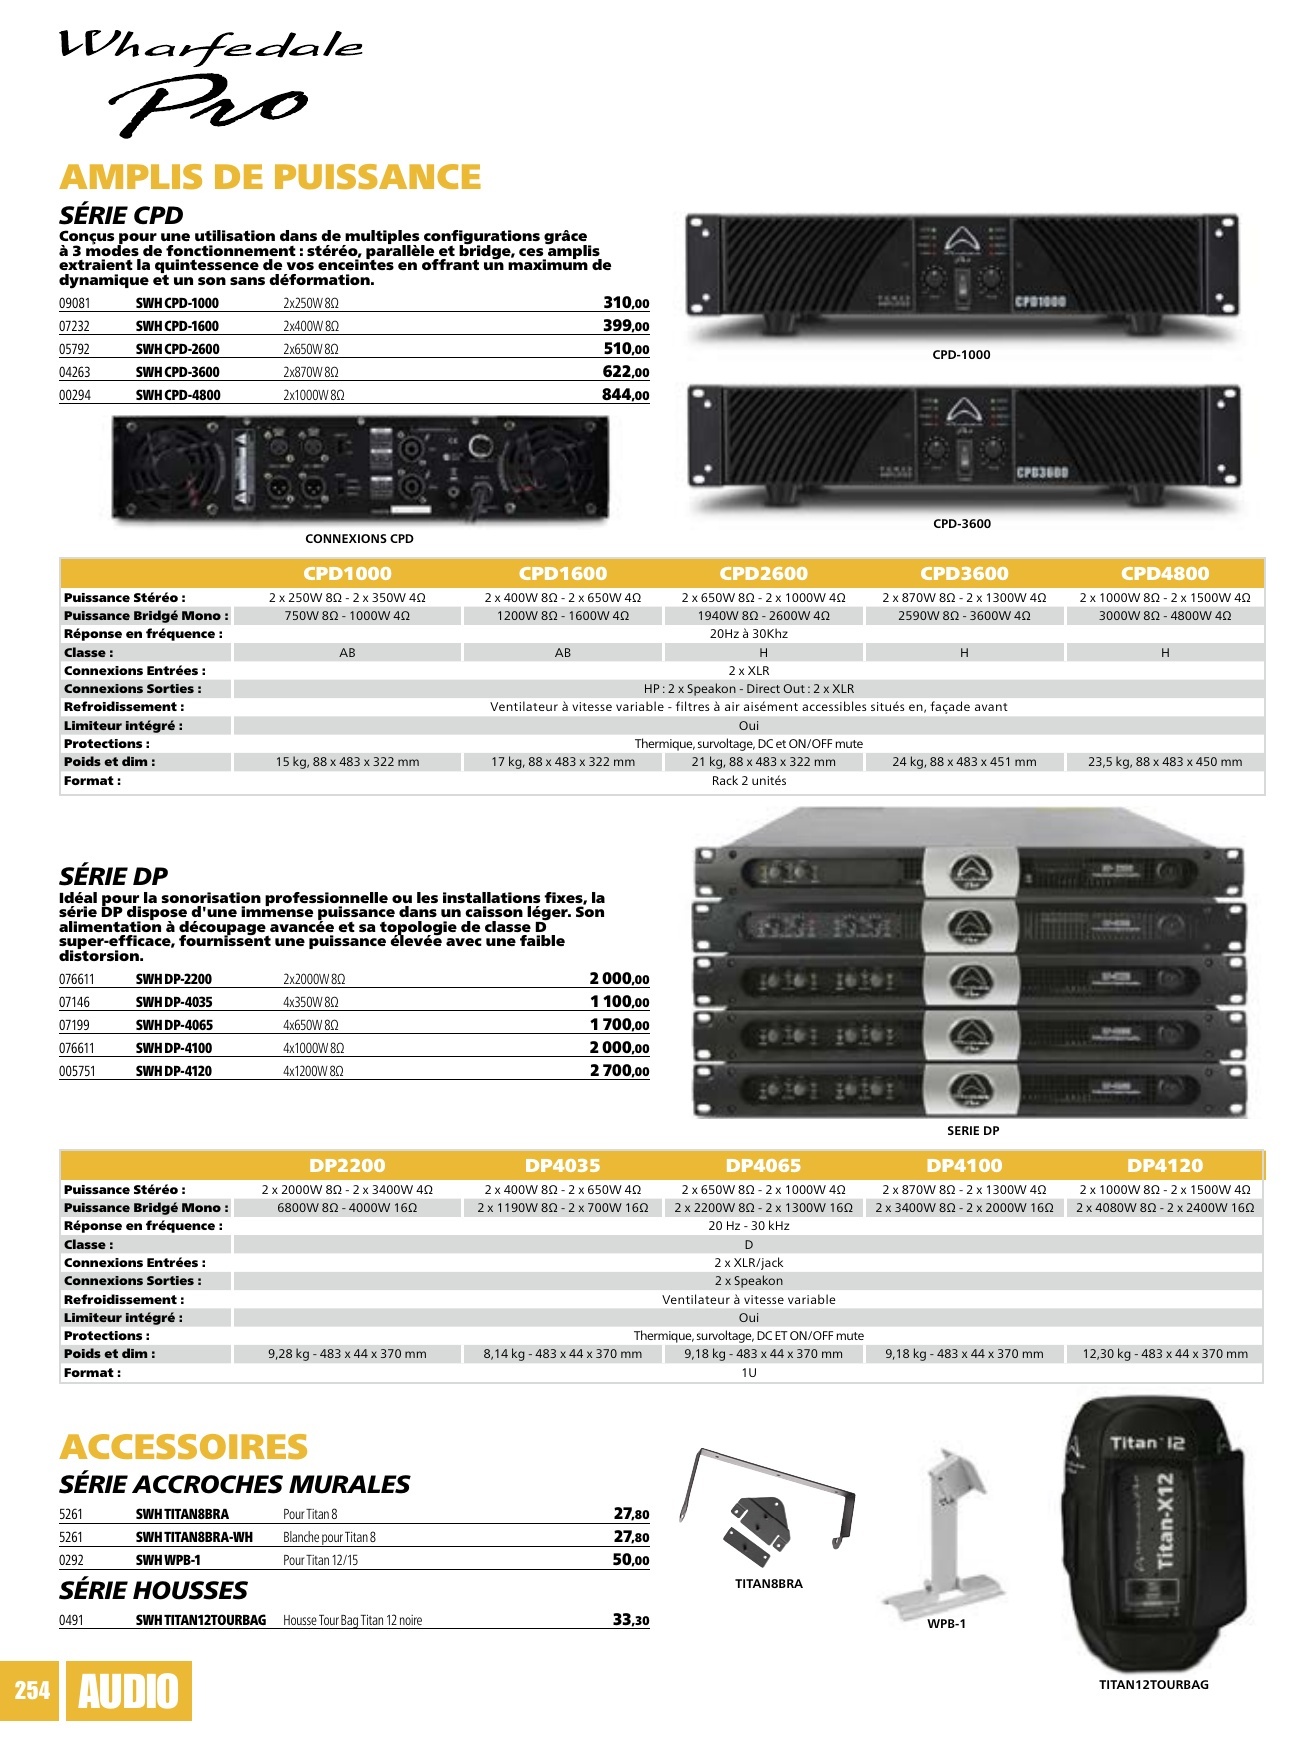 Wharfedale
Pro
AMPLIS DE PUISSANCE
SÉRIE CPD
Conçus pour une utilisation dans de multiples configurations grâce
à 3 modes de fonctionnement : stéréo, parallèle et bridge, ces amplis
extraient la quintessence de vos enceintes en offrant un maximum de
dynamique et un son sans déformation.
09081 SWH CPD-1000 2x250W 8Ω 310,00
07232 SWH CPD-1600 2x400W 8Ω 399,00
05792 SWH CPD-2600 2x650W 8Ω 510,00
04263 SWH CPD-3600 2x870W 8Ω 622,00
00294 SWH CPD-4800 2x1000W 8Ω 844,00
CPD1000
CPD-1000
CPD3600
CPD-3600
CONNEXIONS CPD
CPD1000 CPD1600 CPD2600 CPD3600 CPD4800
Puissance Stéréo : 2 x 250W 8Ω - 2 x 350W 4Ω 2 x 400W 8Ω - 2 x 650W 4Ω 2 x 650W 8Ω - 2 x 1000W 4Ω 2 x 870W 8Ω - 2 x 1300W 4Ω 2 x 1000W 8Ω - 2 x 1500W 4Ω
Puissance Bridgé Mono : 750W 8Ω - 1000W 4Ω 1200W 8Ω - 1600W 4Ω 1940W 8Ω - 2600W 4Ω 2590W 8Ω - 3600W 4Ω 3000W 8Ω - 4800W 4Ω
Réponse en fréquence : 20Hz à 30Khz
Classe : AB AB H H H
Connexions Entrées : 2 x XLR
Connexions Sorties : HP : 2 x Speakon - Direct Out : 2 x XLR
Refroidissement : Ventilateur à vitesse variable - filtres à air aisément accessibles situés en, façade avant
Limiteur intégré : Oui
Protections : Thermique, survoltage, DC et ON/OFF mute
Poids et dim : 15 kg, 88 x 483 x 322 mm 17 kg, 88 x 483 x 322 mm 21 kg, 88 x 483 x 322 mm 24 kg, 88 x 483 x 451 mm 23,5 kg, 88 x 483 x 450 mm
Format : Rack 2 unités
SÉRIE DP
Idéal pour la sonorisation professionnelle ou les installations fixes, la
série DP dispose d'une immense puissance dans un caisson léger. Son
alimentation à découpage avancée et sa topologie de classe D
super-efficace, fournissent une puissance élevée avec une faible
distorsion.
076611 SWH DP-2200 2x2000W 8Ω 2 000,00
07146 SWH DP-4035 4x350W 8Ω 1 100,00
07199 SWH DP-4065 4x650W 8Ω 1 700,00
076611 SWH DP-4100 4x1000W 8Ω 2 000,00
005751 SWH DP-4120 4x1200W 8Ω 2 700,00
SERIE DP
DP2200 DP4035 DP4065 DP4100 DP4120
Puissance Stéréo : 2 x 2000W 8Ω - 2 x 3400W 4Ω 2 x 400W 8Ω - 2 x 650W 4Ω 2 x 650W 8Ω - 2 x 1000W 4Ω 2 x 870W 8Ω - 2 x 1300W 4Ω 2 x 1000W 8Ω - 2 x 1500W 4Ω
Puissance Bridgé Mono : 6800W 8Ω - 4000W 16Ω 2 x 1190W 8Ω - 2 x 700W 16Ω 2 x 2200W 8Ω - 2 x 1300W 16Ω 2 x 3400W 8Ω - 2 x 2000W 16Ω 2 x 4080W 8Ω - 2 x 2400W 16Ω
Réponse en fréquence : 20 Hz - 30 kHz
Classe : D
Connexions Entrées : 2 x XLR/jack
Connexions Sorties : 2 x Speakon
Refroidissement : Ventilateur à vitesse variable
Limiteur intégré : Oui
Protections : Thermique, survoltage, DC ET ON/OFF mute
Poids et dim : 9,28 kg - 483 x 44 x 370 mm 8,14 kg - 483 x 44 x 370 mm 9,18 kg - 483 x 44 x 370 mm 9,18 kg - 483 x 44 x 370 mm 12,30 kg - 483 x 44 x 370 mm
Format : 1U
ACCESSOIRES
SÉRIE ACCROCHES MURALES
5261 SWH TITAN8BRA Pour Titan 8 27,80
5261 SWH TITAN8BRA-WH Blanche pour Titan 8 27,80
0292 SWH WPB-1 Pour Titan 12/15 50,00
SÉRIE HOUSSES
0491 SWH TITAN12TOURBAG Housse Tour Bag Titan 12 noire 33,30
TITAN8BRA
WPB-1
Titan 12
Titan-X12
TITAN12TOURBAG
254 AUDIO